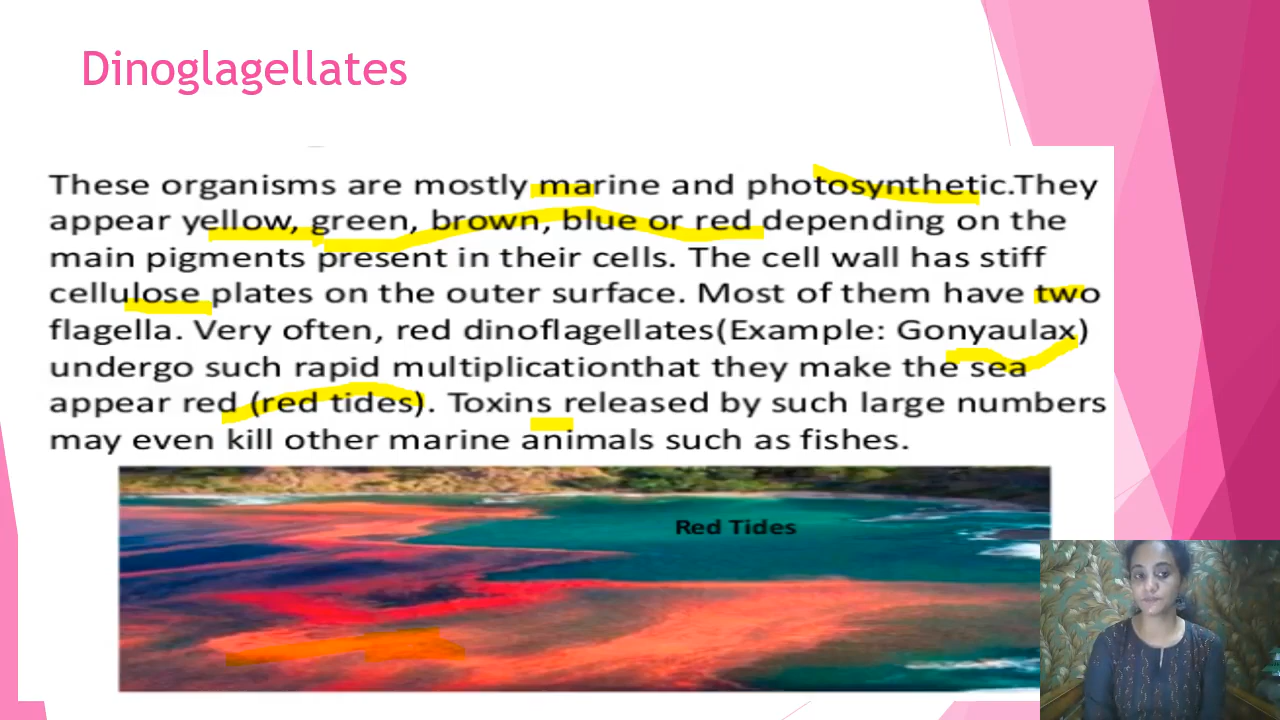 Dinoglagellates
These organisms are mostly marine and photosynthetic.They
appear yellow, green, brown, blue or red depending on the
main pigments present in their cells. The cell wall has stiff
cellulose plates on the outer surface. Most of them have two
flagella. Very often, red dinoflagellates(Example: Gonyaulax)
undergo such rapid multiplicationthat they make the sea
appear red (red tides). Toxins released by such large numbers
may even kill other marine animals such as fishes.
Red Tides